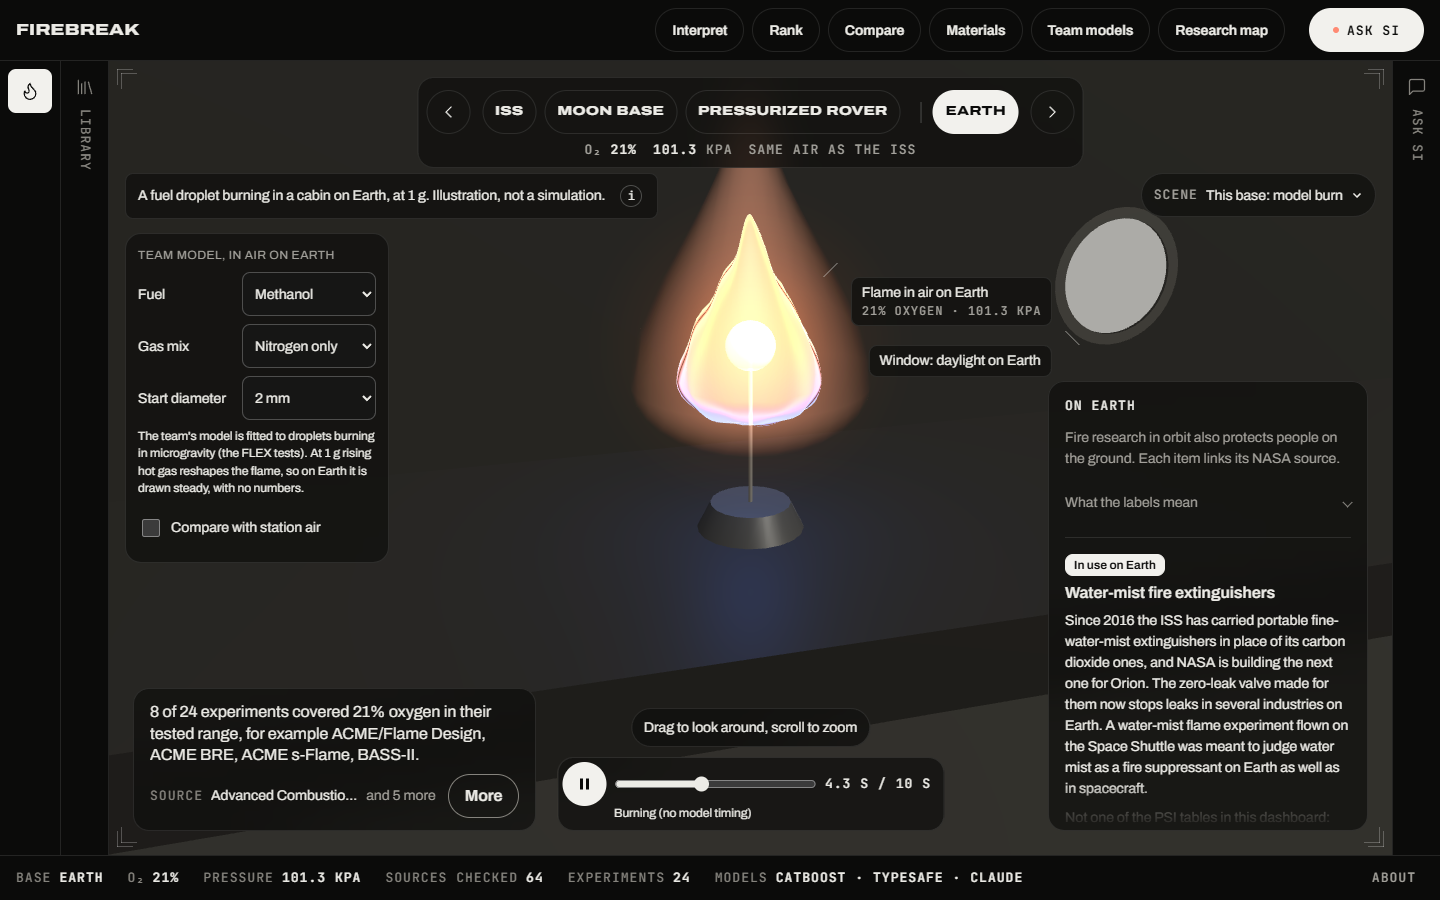 FIREBREAK
Interpret
Rank
Compare
Materials
Team models
Research map
ASK SI
LIBRARY
ISS
MOON BASE
PRESSURIZED ROVER
EARTH
O₂ 21% 101.3 KPA SAME AIR AS THE ISS
ASK SI
A fuel droplet burning in a cabin on Earth, at 1 g. Illustration, not a simulation.
i
SCENE This base: model burn
TEAM MODEL, IN AIR ON EARTH
Fuel
Methanol
Gas mix
Nitrogen only
Start diameter
2 mm
The team's model is fitted to droplets burning
in microgravity (the FLEX tests). At 1 g rising
hot gas reshapes the flame, so on Earth it is
drawn steady, with no numbers.
Compare with station air
Flame in air on Earth
21% OXYGEN · 101.3 KPA
Window: daylight on Earth
ON EARTH
Fire research in orbit also protects people on
the ground. Each item links its NASA source.
What the labels mean
In use on Earth
Water-mist fire extinguishers
Since 2016 the ISS has carried portable fine-
water-mist extinguishers in place of its carbon
dioxide ones, and NASA is building the next
one for Orion. The zero-leak valve made for
them now stops leaks in several industries on
Earth. A water-mist flame experiment flown on
the Space Shuttle was meant to judge water
mist as a fire suppressant on Earth as well as
in spacecraft.
Not one of the PSI tables in this dashboard:
8 of 24 experiments covered 21% oxygen in their
tested range, for example ACME/Flame Design,
ACME BRE, ACME s-Flame, BASS-II.
SOURCE Advanced Combustio... and 5 more
More
Drag to look around, scroll to zoom
4.3 S / 10 S
Burning (no model timing)
BASE EARTH
O₂ 21%
PRESSURE 101.3 KPA
SOURCES CHECKED 64
EXPERIMENTS 24
MODELS CATBOOST · TYPESAFE · CLAUDE
ABOUT